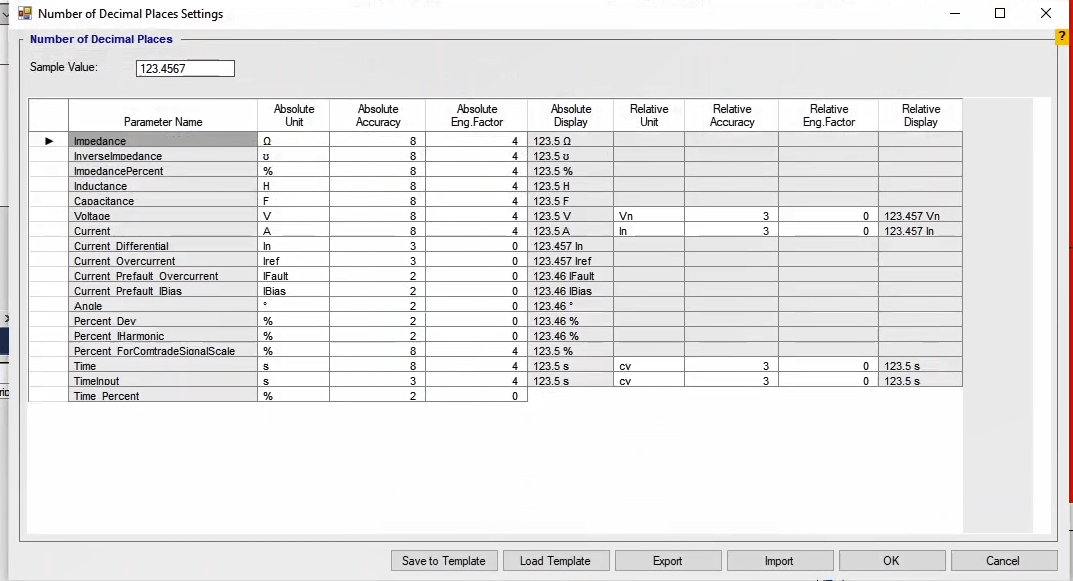 Number of Decimal Places Settings
?
Number of Decimal Places
Sample Value: 123.4567
Parameter Name Absolute Unit Absolute Accuracy Absolute Eng.Factor Absolute Display Relative Unit Relative Accuracy Relative Eng.Factor Relative Display
Impedance Ω 8 4 123.5 Ω
InverseImpedance ʊ 8 4 123.5 ʊ
ImpedancePercent % 8 4 123.5 %
Inductance H 8 4 123.5 H
Capacitance F 8 4 123.5 F
Voltage V 8 4 123.5 V Vn 3 0 123.457 Vn
Current A 8 4 123.5 A In 3 0 123.457 In
Current_Differential In 3 0 123.457 In
Current_Overcurrent Iref 3 0 123.457 Iref
Current_Prefault_Overcurrent IFault 2 0 123.46 IFault
Current_Prefault_IBias IBias 2 0 123.46 IBias
Angle ° 2 0 123.46 °
Percent_Dev % 2 0 123.46 %
Percent_IHarmonic % 2 0 123.46 %
Percent_ForComtradeSignalScale % 8 4 123.5 %
Time s 8 4 123.5 s cy 3 0 123.5 s
TimeInput s 3 4 123.5 s cy 3 0 123.5 s
Time_Percent % 2 0
Save to Template Load Template Export Import OK Cancel